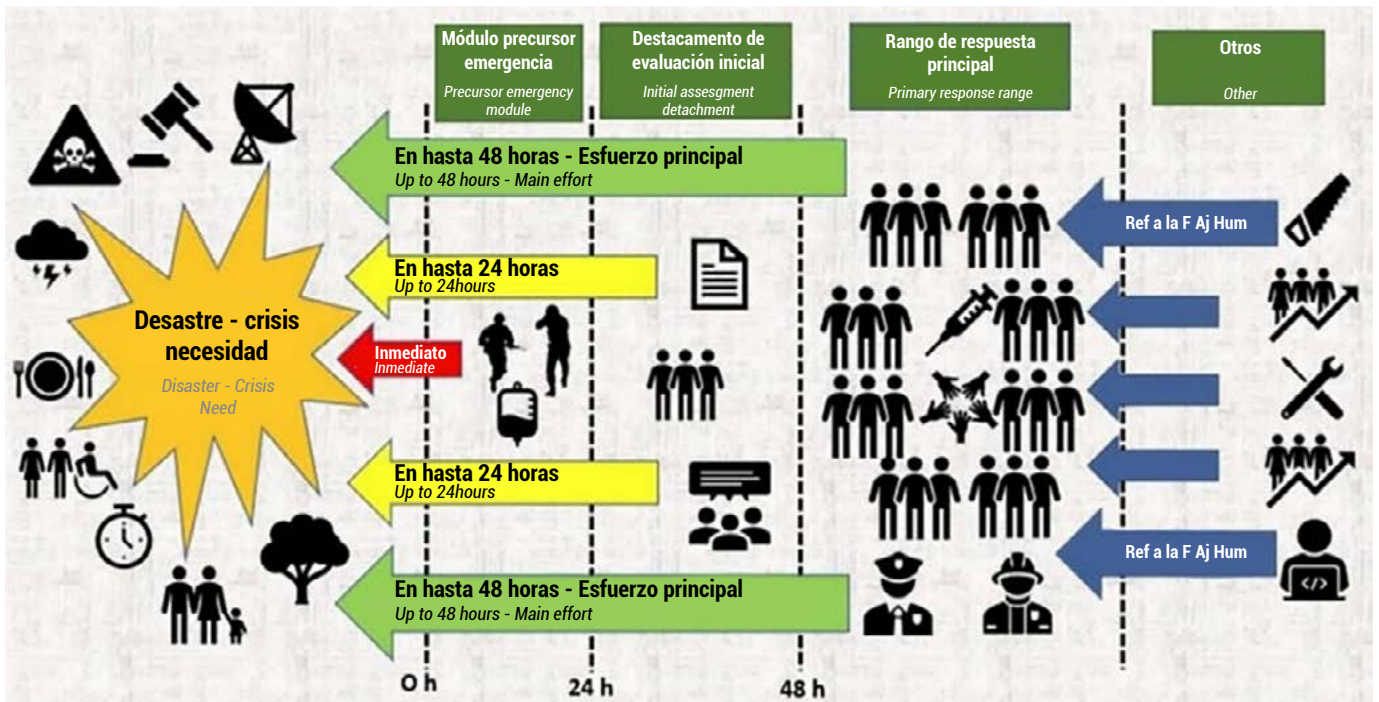 Módulo precursor
emergencia
Precursor emergency
module
Destacamento de
evaluación inicial
Initial assesgment
detachment
Rango de respuesta
principal
Primary response range
Otros
Other
En hasta 48 horas - Esfuerzo principal
Up to 48 hours - Main effort
Ref a la F Aj Hum
En hasta 24 horas
Up to 24hours
Desastre - crisis
necesidad
Disaster - Crisis
Need
Inmediato
Inmediate
En hasta 24 horas
Up to 24hours
En hasta 48 horas - Esfuerzo principal
Up to 48 hours - Main effort
Ref a la F Aj Hum
</>
O h
24 h
48 h